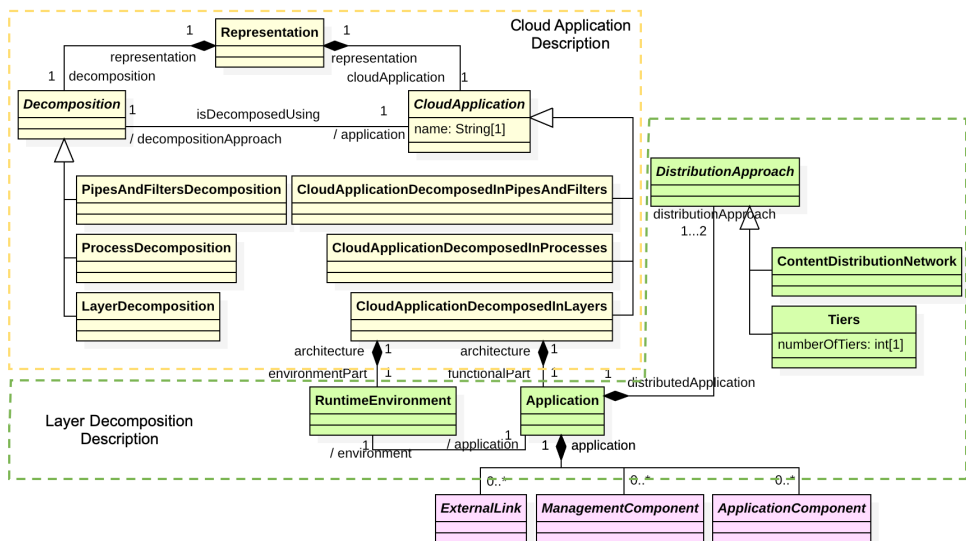 Cloud Application
Description
Representation
1
1
representation
representation
cloudApplication
1
decomposition
1
Decomposition
CloudApplication
name: String[1]
1
isDecomposedUsing
1
/ decompositionApproach
/ application
PipesAndFiltersDecomposition
CloudApplicationDecomposedInPipesAndFilters
DistributionApproach
distributionApproach
1...2
ProcessDecomposition
CloudApplicationDecomposedInProcesses
ContentDistributionNetwork
LayerDecomposition
CloudApplicationDecomposedInLayers
Tiers
numberOfTiers: int[1]
architecture
1
architecture
1
environmentPart
1
functionalPart
1
1
distributedApplication
RuntimeEnvironment
Application
Layer Decomposition
Description
1
/ environment
/ application
1
1
application
0..*
0..*
0..*
ExternalLink
ManagementComponent
ApplicationComponent